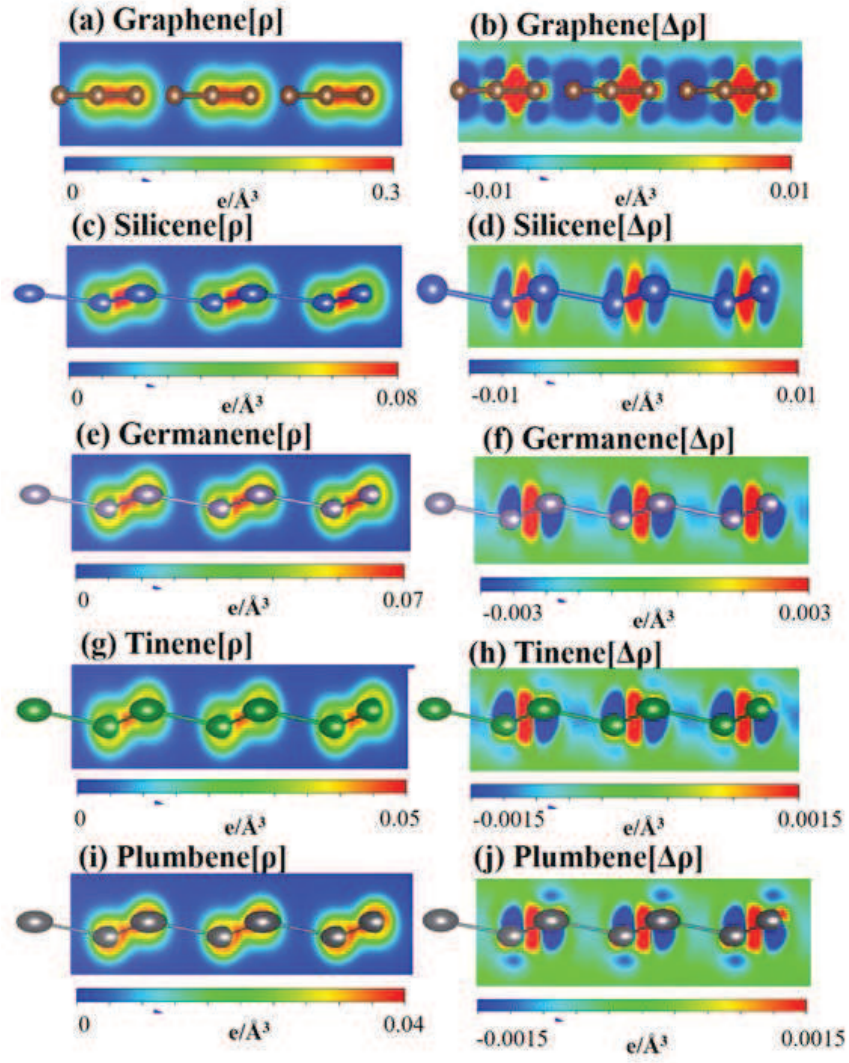 (a) Graphene[ρ]
(b) Graphene[Δρ]
0
e/Å³
0.3
-0.01
e/Å³
0.01
(c) Silicene[ρ]
(d) Silicene[Δρ]
0
e/Å³
0.08
-0.01
e/Å³
0.01
(e) Germanene[ρ]
(f) Germanene[Δρ]
0
e/Å³
0.07
-0.003
e/Å³
0.003
(g) Tinene[ρ]
(h) Tinene[Δρ]
0
e/Å³
0.05
-0.0015
e/Å³
0.0015
(i) Plumbene[ρ]
(j) Plumbene[Δρ]
0
e/Å³
0.04
-0.0015
e/Å³
0.0015